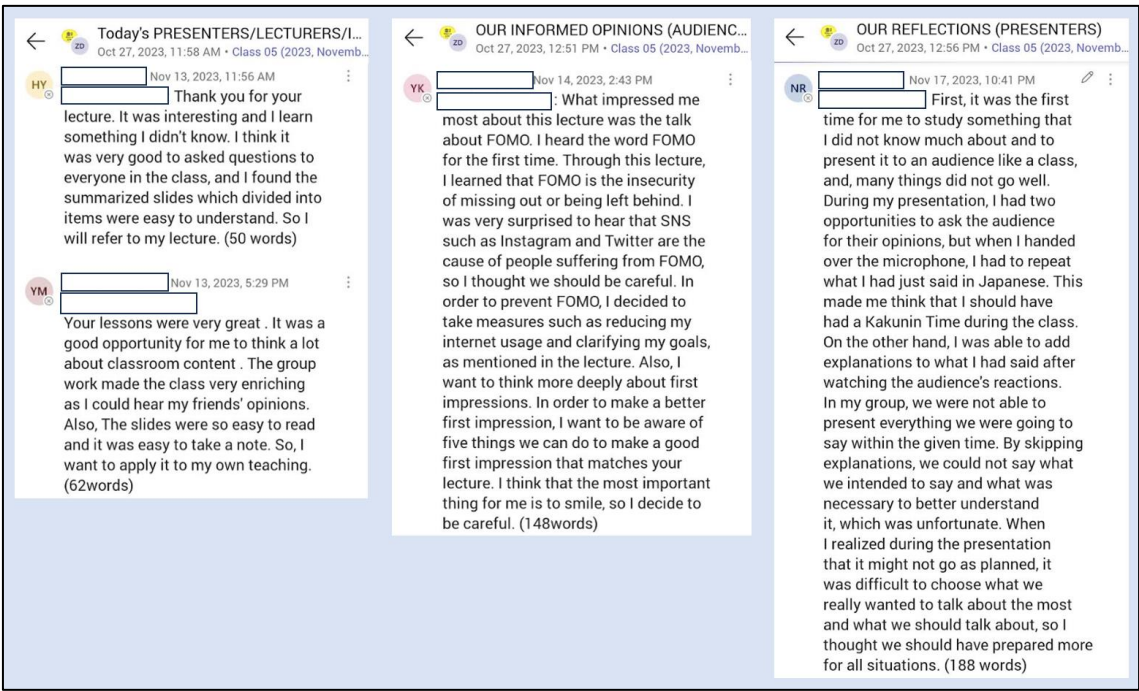 Today's PRESENTERS/LECTURERS/I...
ZD
Oct 27, 2023, 11:58 AM • Class 05 (2023, Novemb...
HY
Nov 13, 2023, 11:56 AM
Thank you for your
lecture. It was interesting and I learn
something I didn't know. I think it
was very good to asked questions to
everyone in the class, and I found the
summarized slides which divided into
items were easy to understand. So I
will refer to my lecture. (50 words)
YM
Nov 13, 2023, 5:29 PM
Your lessons were very great . It was a
good opportunity for me to think a lot
about classroom content . The group
work made the class very enriching
as I could hear my friends' opinions.
Also, The slides were so easy to read
and it was easy to take a note. So, I
want to apply it to my own teaching.
(62words)
OUR INFORMED OPINIONS (AUDIENC...
ZD
Oct 27, 2023, 12:51 PM • Class 05 (2023, Novemb...
YK
Nov 14, 2023, 2:43 PM
: What impressed me
most about this lecture was the talk
about FOMO. I heard the word FOMO
for the first time. Through this lecture,
I learned that FOMO is the insecurity
of missing out or being left behind. I
was very surprised to hear that SNS
such as Instagram and Twitter are the
cause of people suffering from FOMO,
so I thought we should be careful. In
order to prevent FOMO, I decided to
take measures such as reducing my
internet usage and clarifying my goals,
as mentioned in the lecture. Also, I
want to think more deeply about first
impressions. In order to make a better
first impression, I want to be aware of
five things we can do to make a good
first impression that matches your
lecture. I think that the most important
thing for me is to smile, so I decide to
be careful. (148words)
OUR REFLECTIONS (PRESENTERS)
ZD
Oct 27, 2023, 12:56 PM • Class 05 (2023, Novemb...
NR
Nov 17, 2023, 10:41 PM
First, it was the first
time for me to study something that
I did not know much about and to
present it to an audience like a class,
and, many things did not go well.
During my presentation, I had two
opportunities to ask the audience
for their opinions, but when I handed
over the microphone, I had to repeat
what I had just said in Japanese. This
made me think that I should have
had a Kakunin Time during the class.
On the other hand, I was able to add
explanations to what I had said after
watching the audience's reactions.
In my group, we were not able to
present everything we were going to
say within the given time. By skipping
explanations, we could not say what
we intended to say and what was
necessary to better understand
it, which was unfortunate. When
I realized during the presentation
that it might not go as planned, it
was difficult to choose what we
really wanted to talk about the most
and what we should talk about, so I
thought we should have prepared more
for all situations. (188 words)